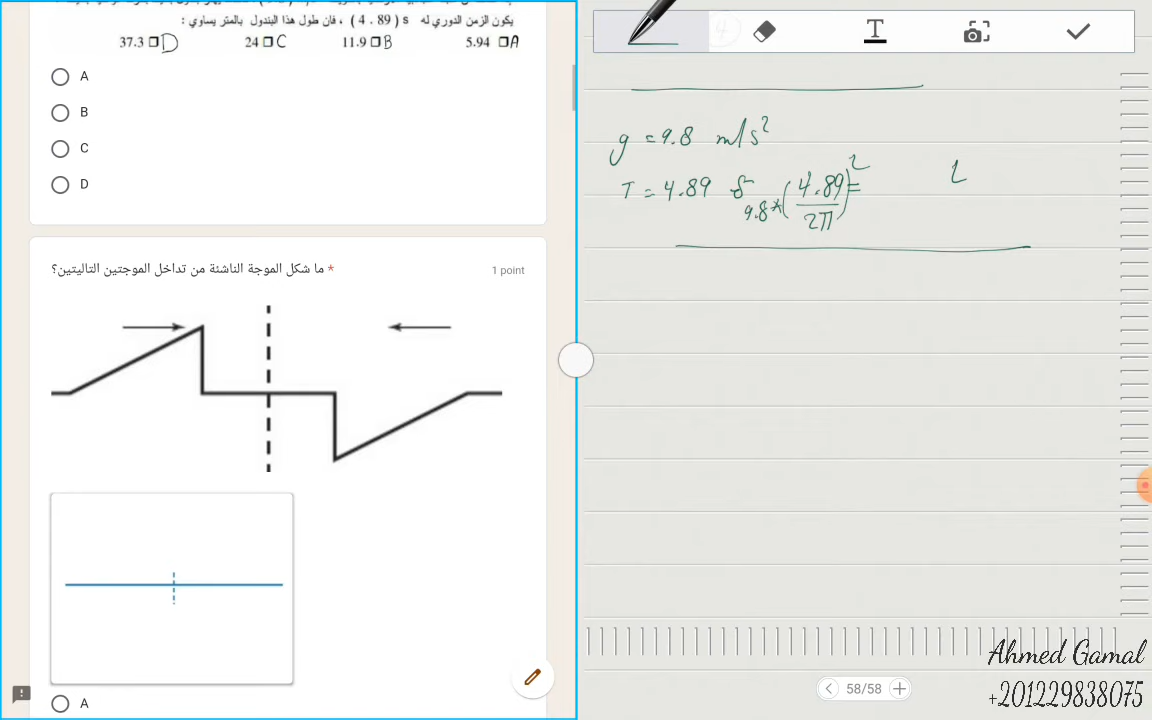 يكون الزمن الدوري له s ( 4 . 89 ) ، فان طول هذا البندول بالمتر يساوي :
5.94 A
11.9 B
24 C
37.3 D
A
B
C
D
ما شكل الموجة الناشئة من تداخل الموجتين التاليتين؟ *
1 point
A
T
4
g = 9.8 m/s²
T = 4.89 s
9.8*(4.89/2π)² =
L
58/58
Ahmed Gamal
+201229838075